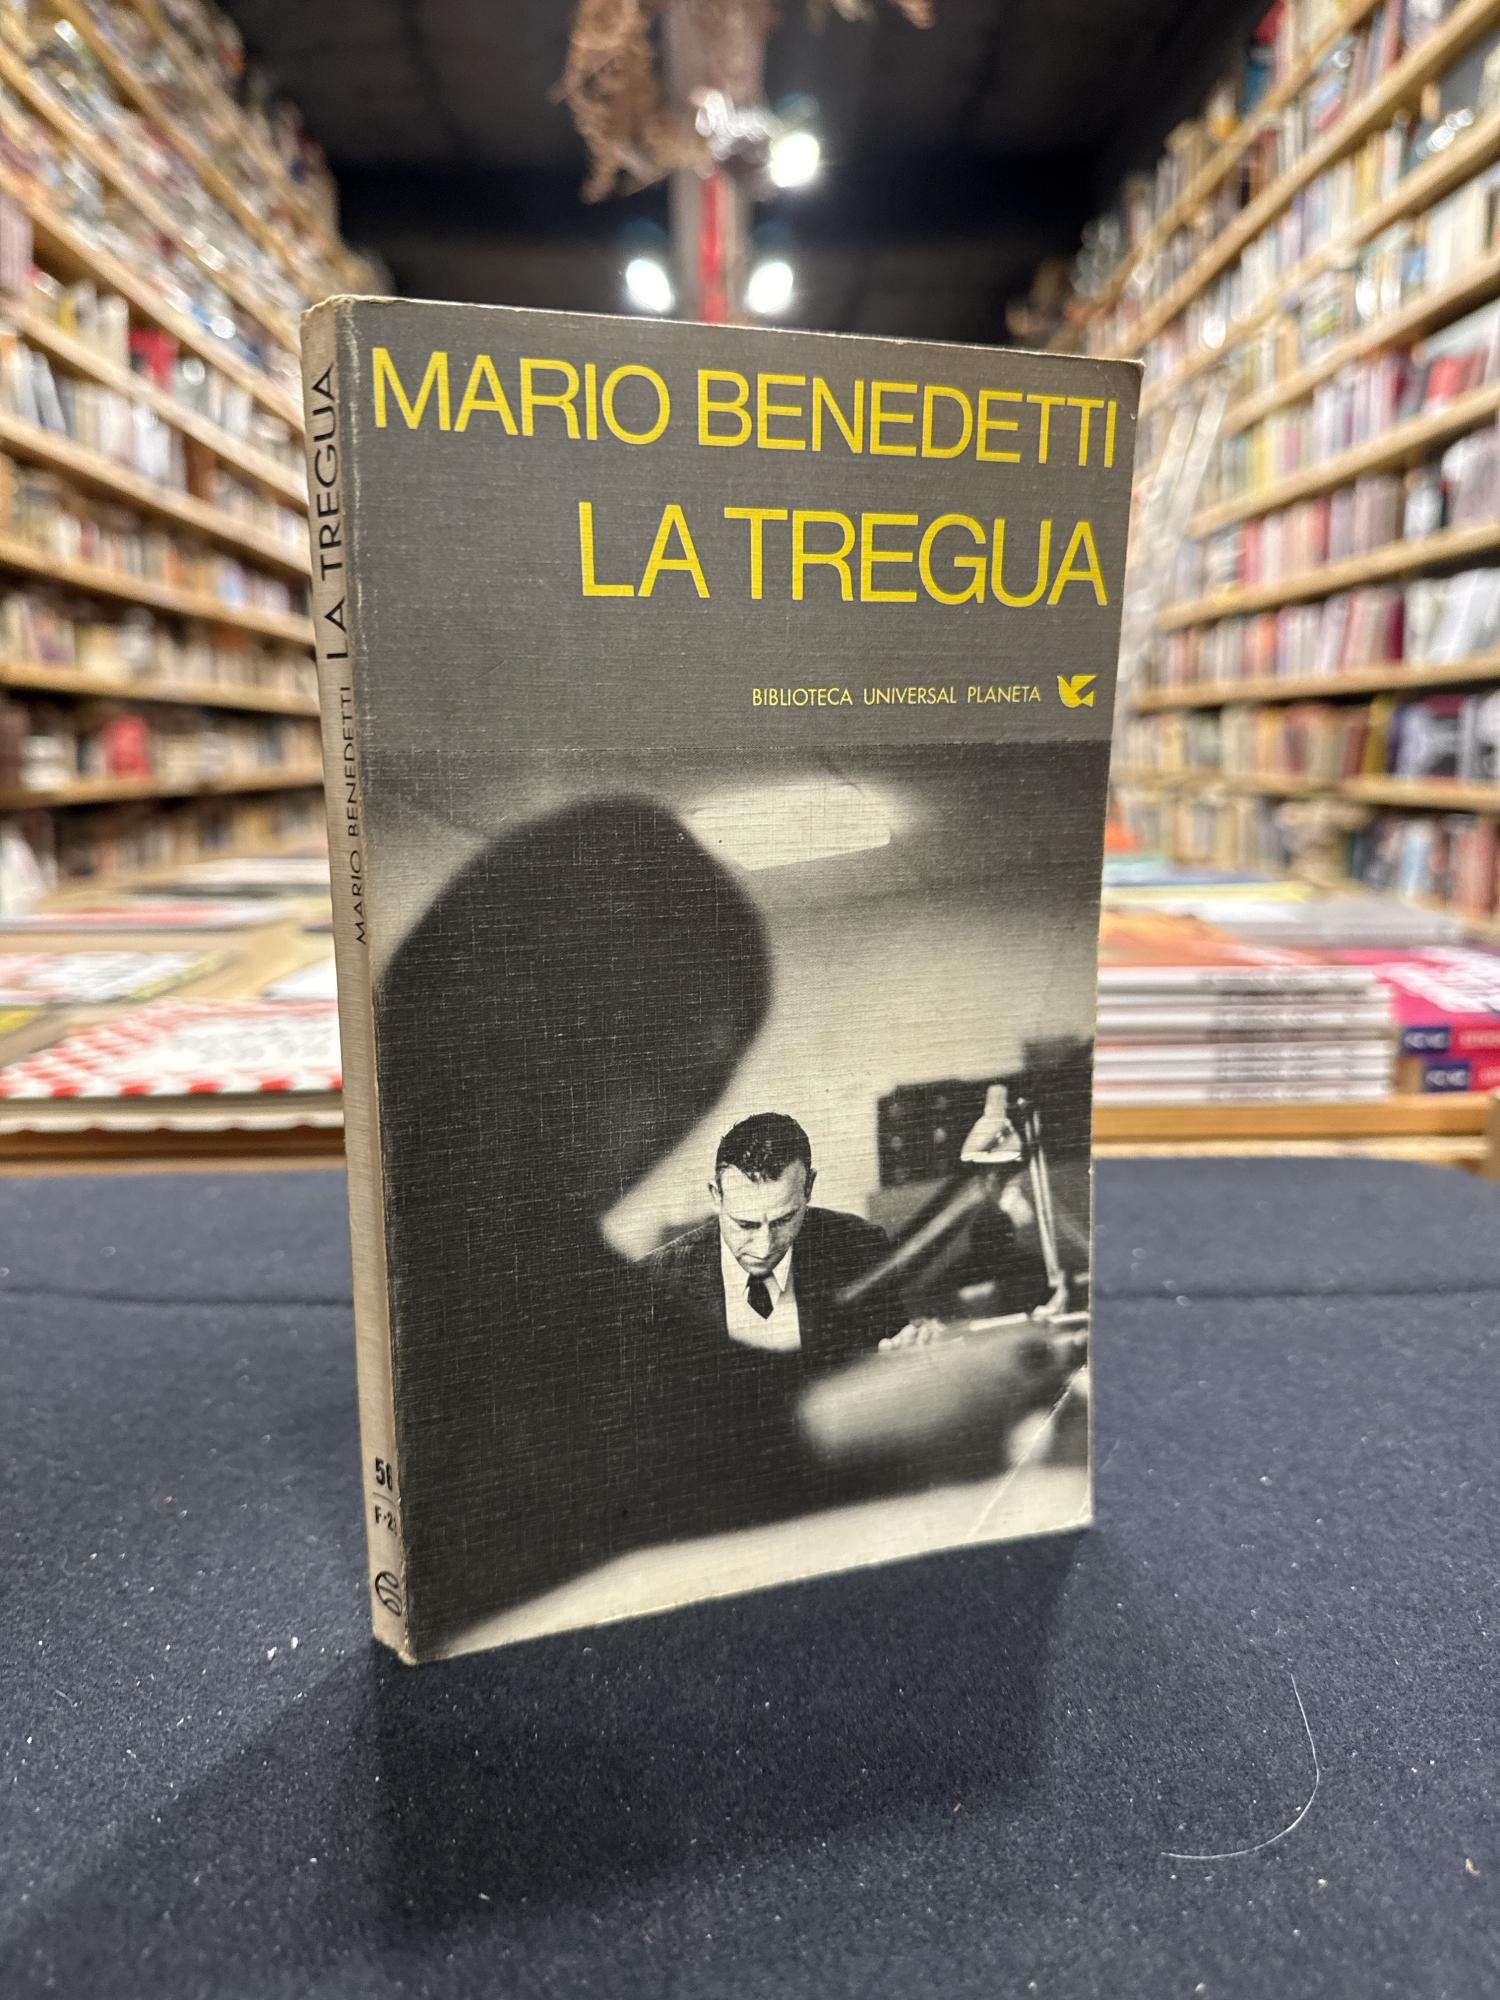 MARIO BENEDETTI
LA TREGUA
BIBLIOTECA UNIVERSAL PLANETA
MARIO BENEDETTI LA TREGUA